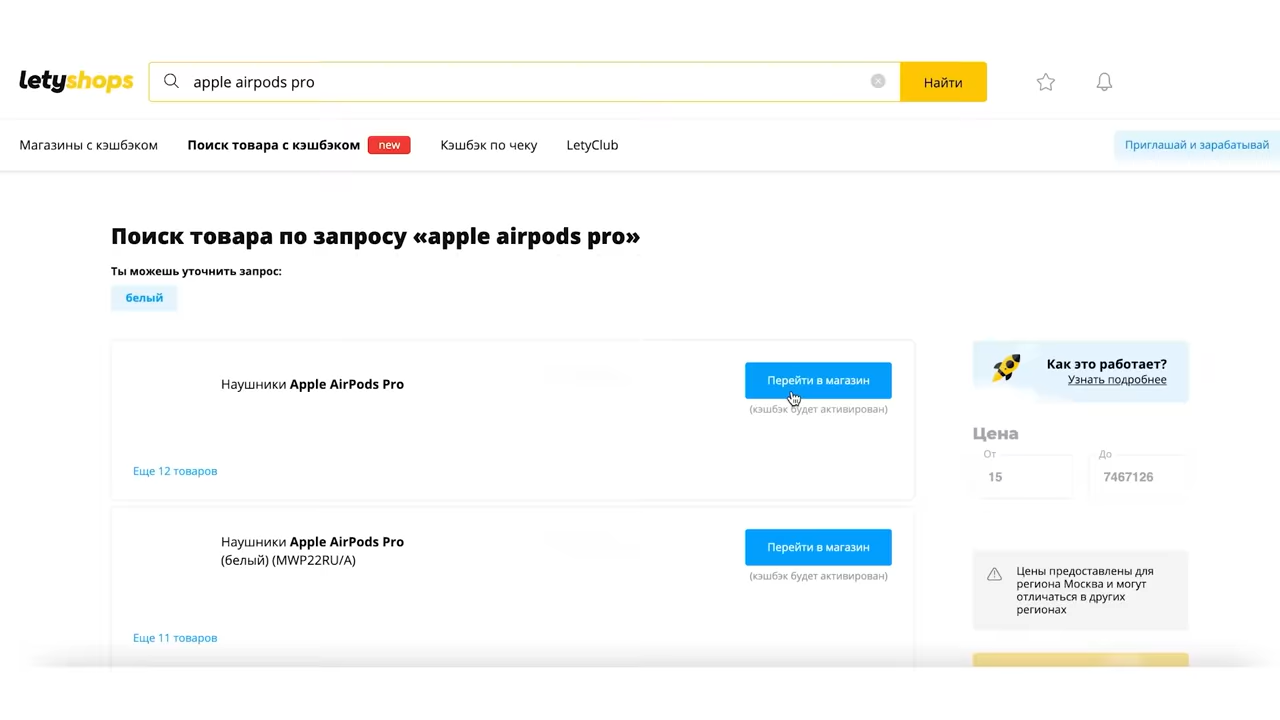 letyshops
apple airpods pro
Найти
Магазины с кэшбэком
Поиск товара с кэшбэком
new
Кэшбэк по чеку
LetyClub
Приглашай и зарабатывай
Поиск товара по запросу «apple airpods pro»
Ты можешь уточнить запрос:
белый
Наушники Apple AirPods Pro
Перейти в магазин
(кэшбэк будет активирован)
Еще 12 товаров
Наушники Apple AirPods Pro
(белый) (MWP22RU/A)
Перейти в магазин
(кэшбэк будет активирован)
Еще 11 товаров
Как это работает?
Узнать подробнее
Цена
От
15
До
7467126
Цены предоставлены для
региона Москва и могут
отличаться в других
регионах